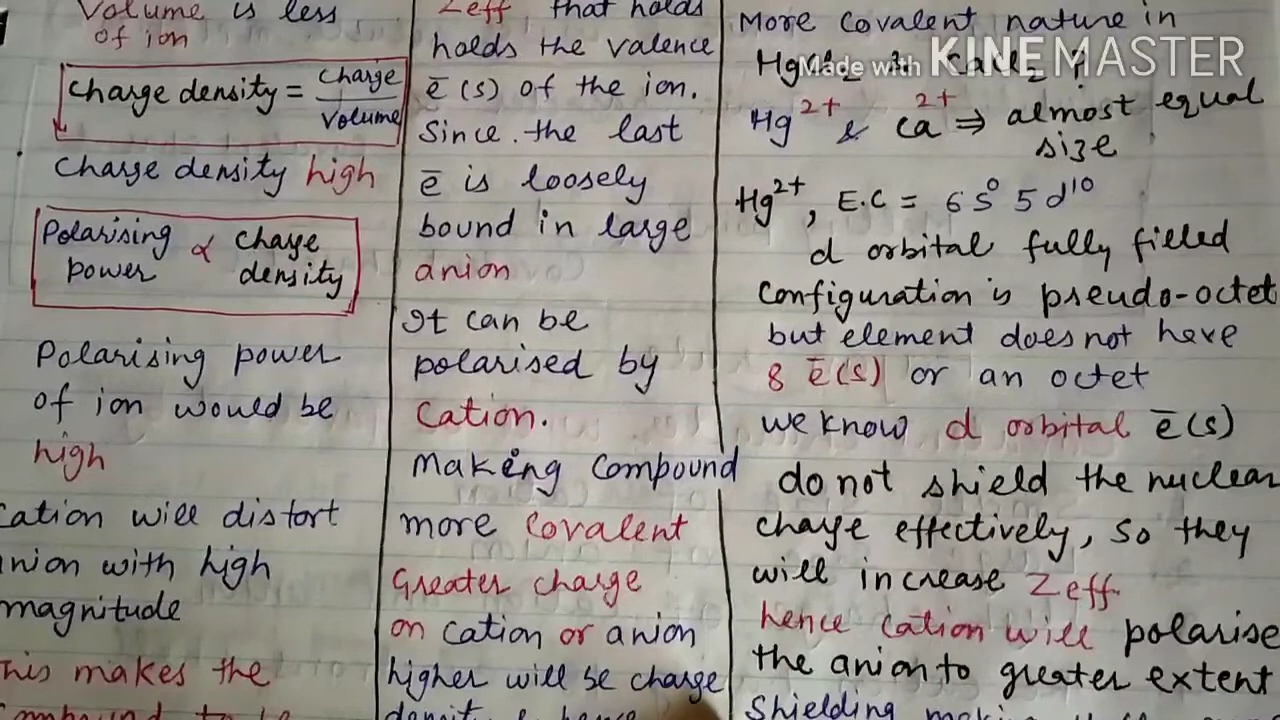 Volume is less
of ion
Charge density = Charge
Volume
Charge density high
Polarising ∝ Charge
power density
Polarising power
of ion would be
high
cation will distort
anion with high
magnitude
This makes the
Zeff that holds
holds the valence
ē (s) of the ion.
Since the last
ē is loosely
bound in large
anion
It can be
polarised by
Cation.
making compound
more Covalent
Greater charge
on cation or anion
higher will be charge
density & hence
More covalent nature in
HgCl2 CaCl2 ?
Made with KINEMASTER
Hg2+ & Ca2+ ⇒ almost equal
size
Hg2+, E.C = 6S0 5d10
d orbital fully filled
Configuration is pseudo-octet
but element does not have
8 ē(s) or an octet
we know d orbital ē(s)
do not shield the nuclear
charge effectively, so they
will increase Zeff.
hence cation will polarise
the anion to greater extent
Shielding making